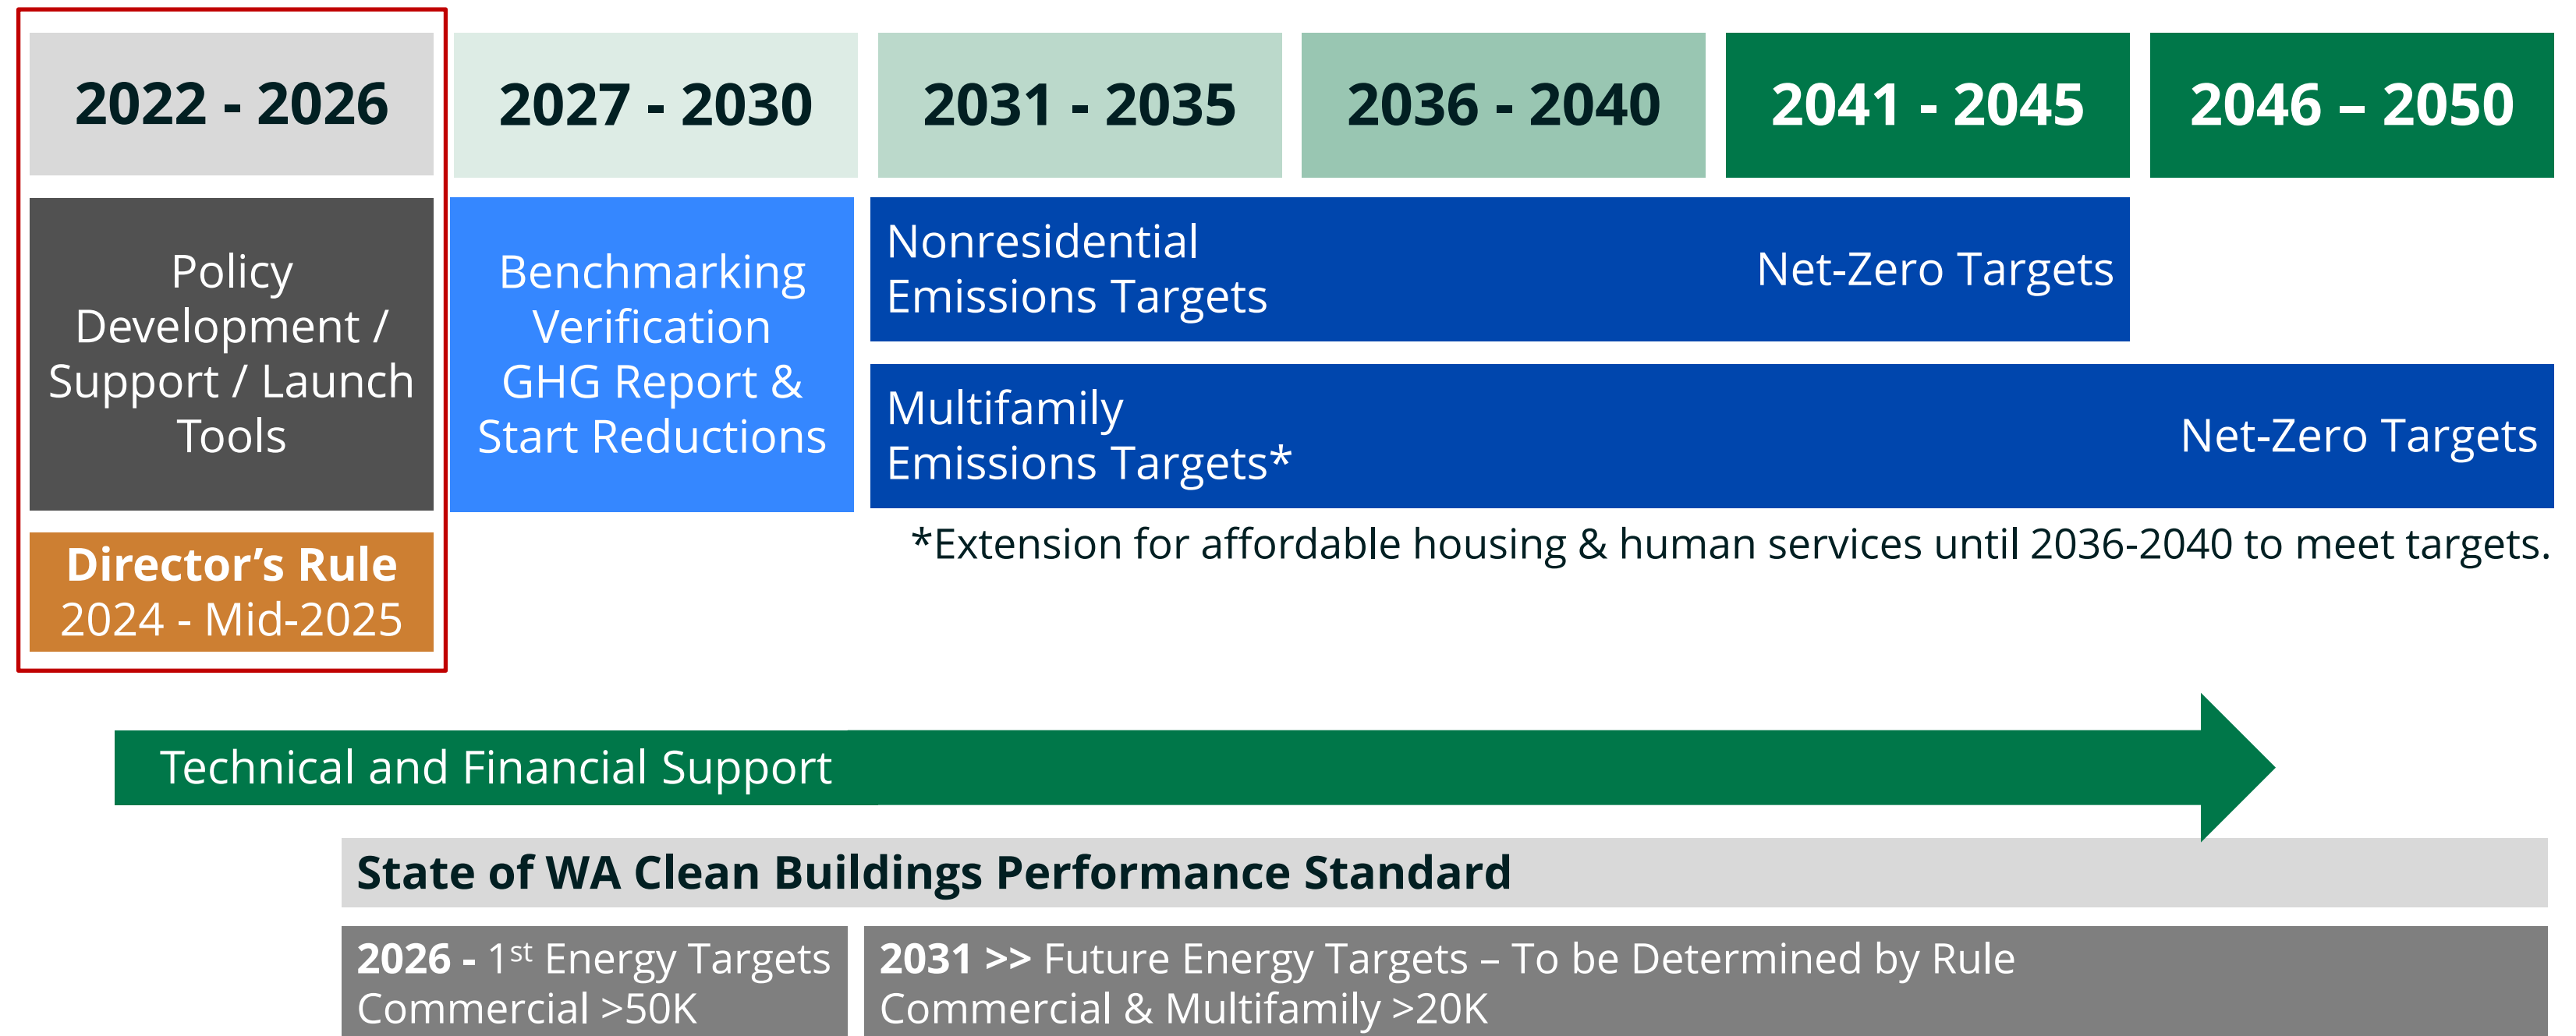 2022 - 2026
2027 - 2030
2031 - 2035
2036 - 2040
2041 - 2045
2046 – 2050
Policy
Development /
Support / Launch
Tools
Benchmarking
Verification
GHG Report &
Start Reductions
Nonresidential
Emissions Targets
Net-Zero Targets
Multifamily
Emissions Targets*
Net-Zero Targets
*Extension for affordable housing & human services until 2036-2040 to meet targets.
Director’s Rule
2024 - Mid-2025
Technical and Financial Support
State of WA Clean Buildings Performance Standard
2026 - 1st Energy Targets
Commercial >50K
2031 >> Future Energy Targets – To be Determined by Rule
Commercial & Multifamily >20K